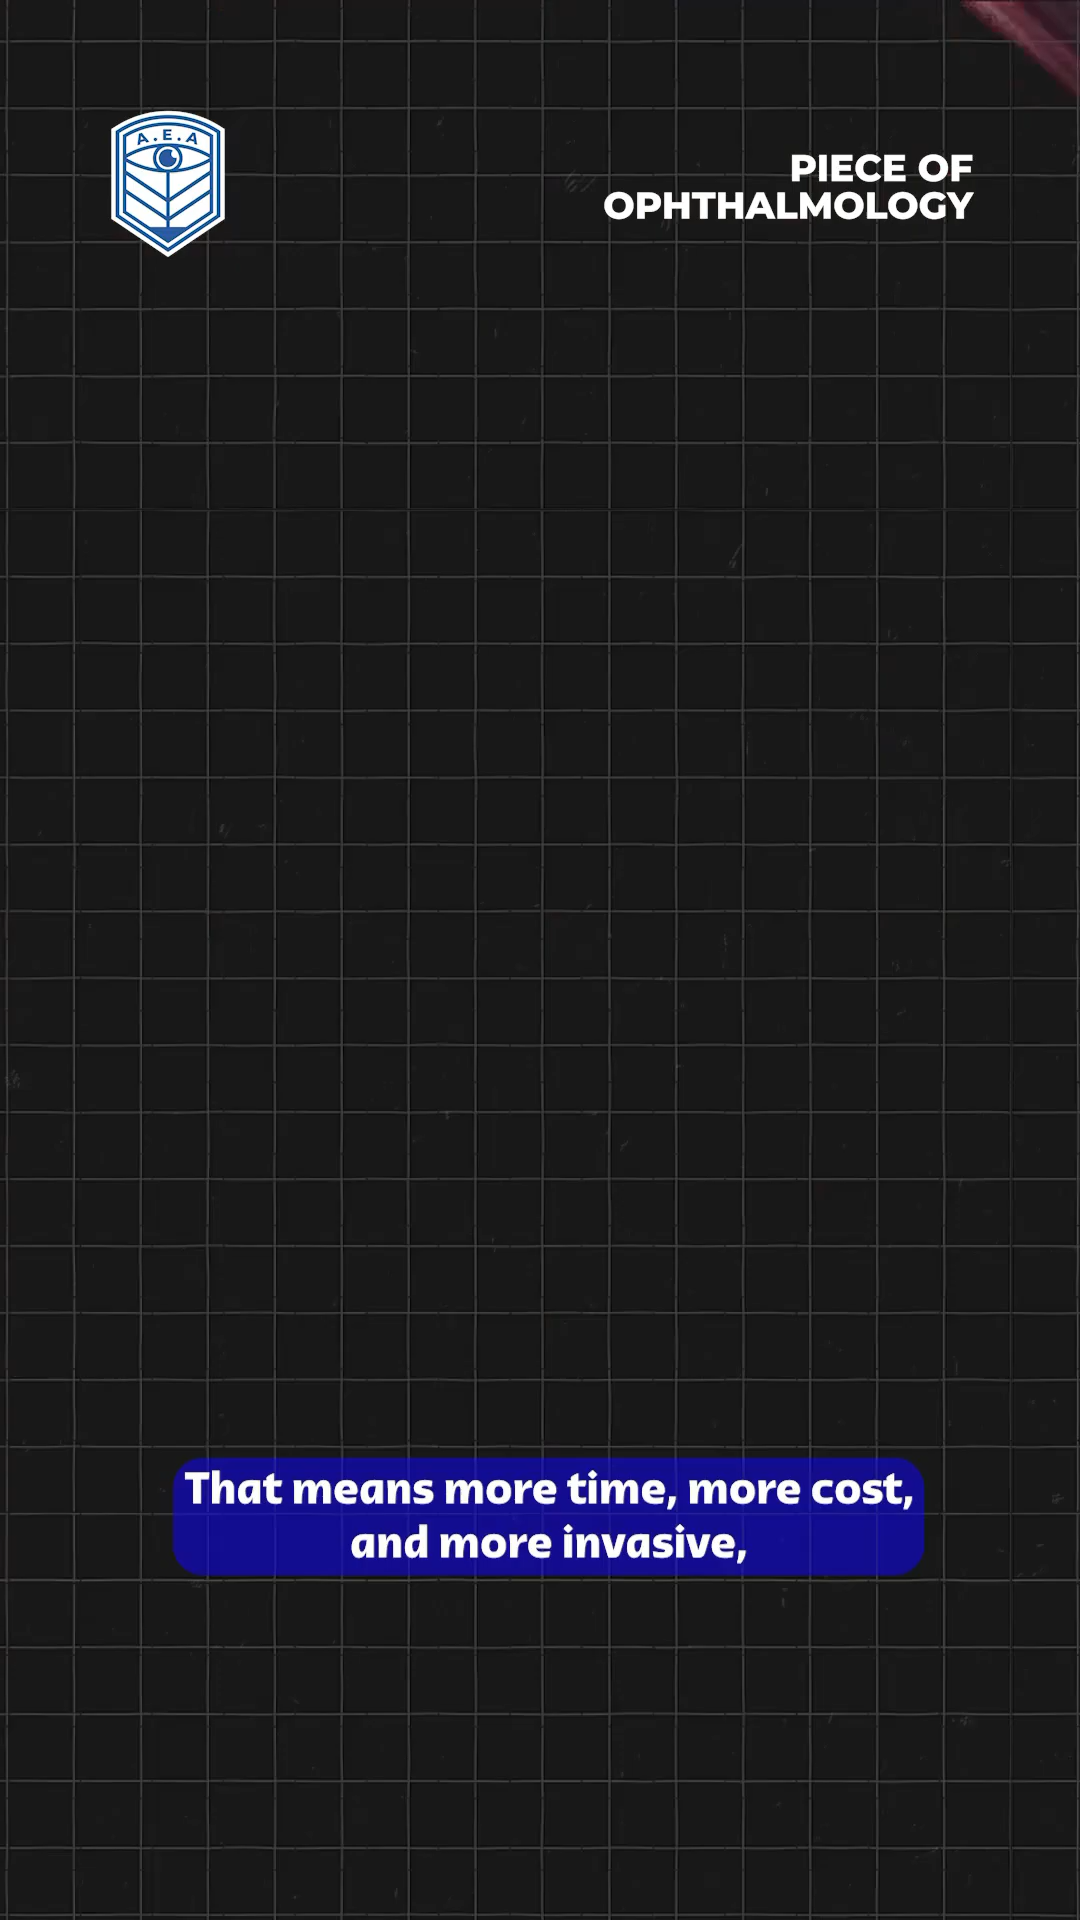 A.E.A
PIECE OF
OPHTHALMOLOGY
That means more time, more cost,
and more invasive,